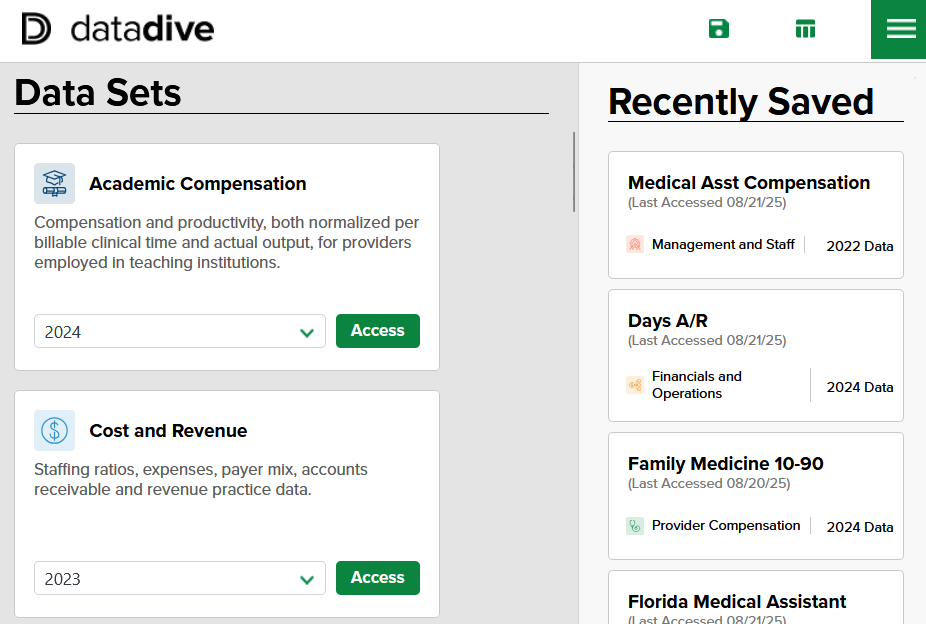 datadive
Data Sets
Academic Compensation
Compensation and productivity, both normalized per
billable clinical time and actual output, for providers
employed in teaching institutions.
2024
Access
Cost and Revenue
Staffing ratios, expenses, payer mix, accounts
receivable and revenue practice data.
2023
Access
Recently Saved
Medical Asst Compensation
(Last Accessed 08/21/25)
Management and Staff
2022 Data
Days A/R
(Last Accessed 08/21/25)
Financials and
Operations
2024 Data
Family Medicine 10-90
(Last Accessed 08/20/25)
Provider Compensation
2024 Data
Florida Medical Assistant
(Last Accessed 08/21/25)